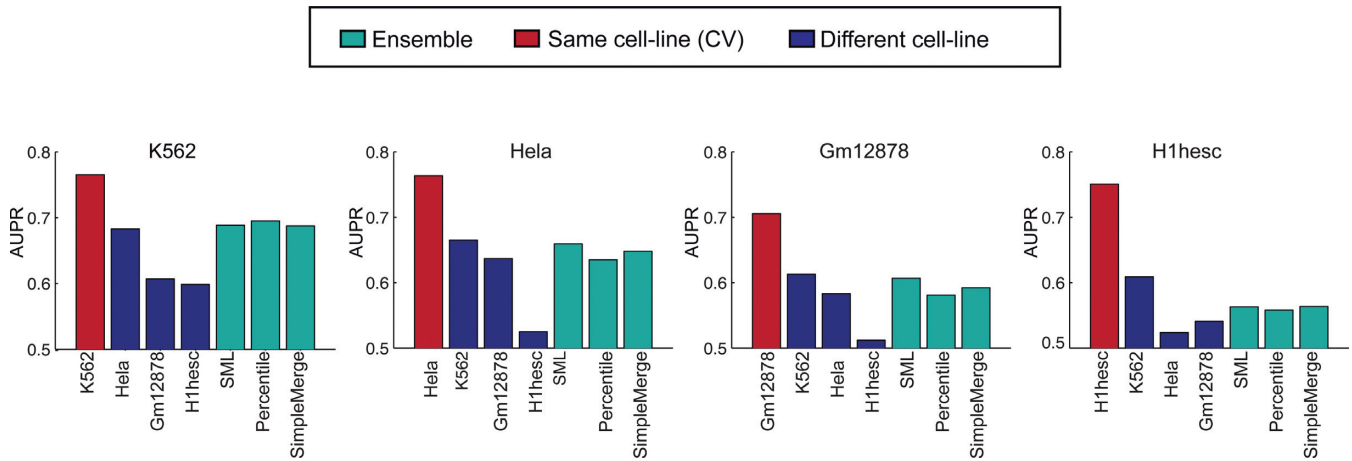 Ensemble Same cell-line (CV) Different cell-line
K562
0.8
0.7
0.6
0.5
AUPR
K562
Hela
Gm12878
H1hesc
SML
Percentile
SimpleMerge
Hela
0.8
0.7
0.6
0.5
AUPR
Hela
K562
Gm12878
H1hesc
SML
Percentile
SimpleMerge
Gm12878
0.8
0.7
0.6
0.5
AUPR
Gm12878
K562
Hela
H1hesc
SML
Percentile
SimpleMerge
H1hesc
0.8
0.7
0.6
0.5
AUPR
H1hesc
K562
Hela
Gm12878
SML
Percentile
SimpleMerge